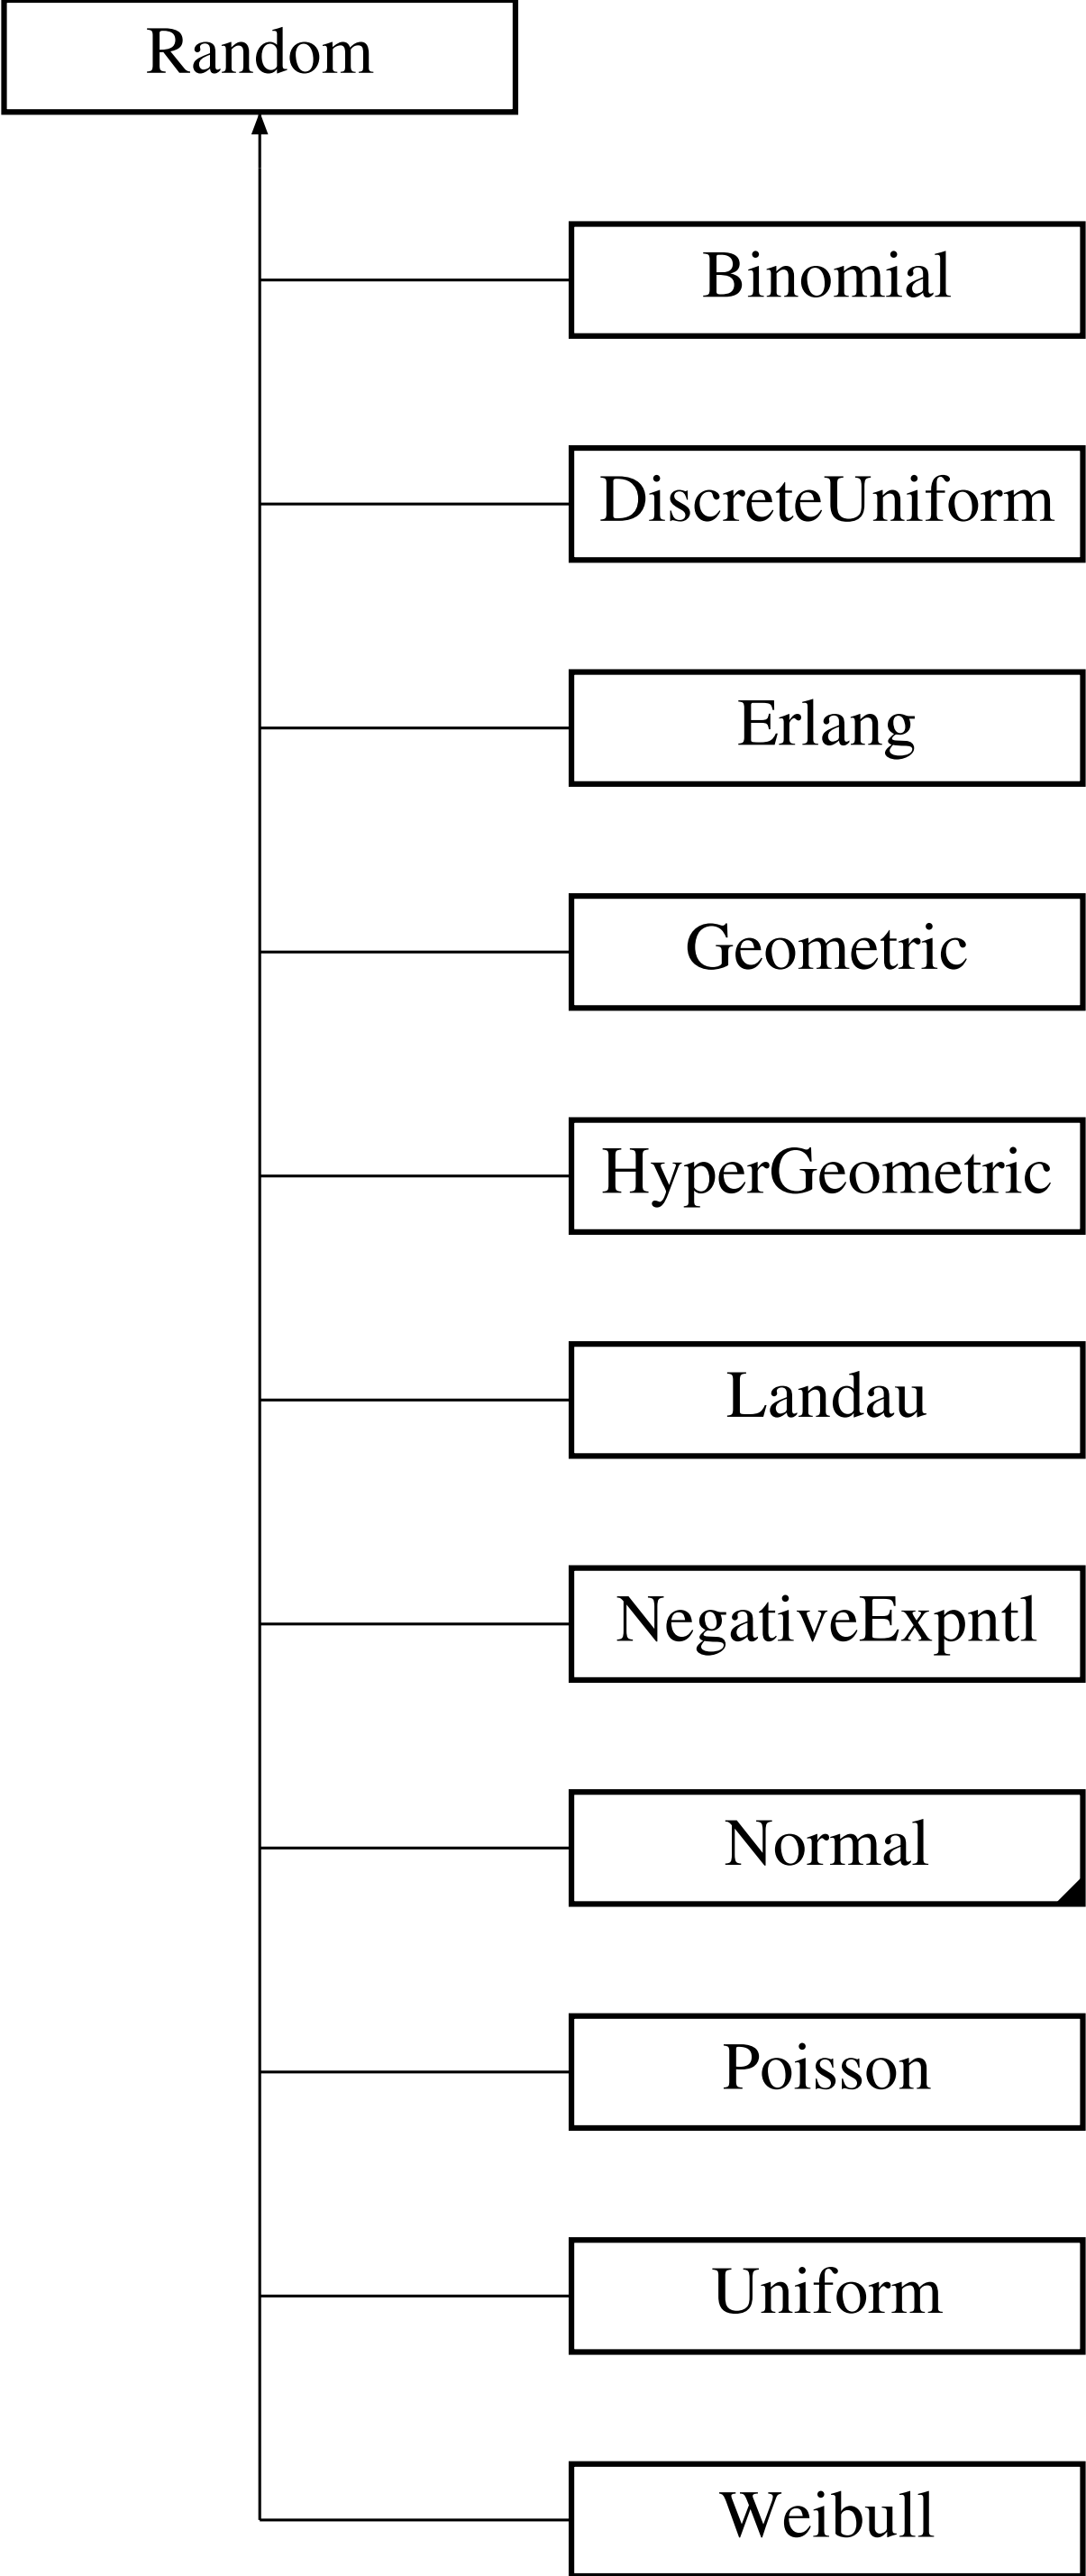 Random
Binomial
DiscreteUniform
Erlang
Geometric
HyperGeometric
Landau
NegativeExpntl
Normal
Poisson
Uniform
Weibull